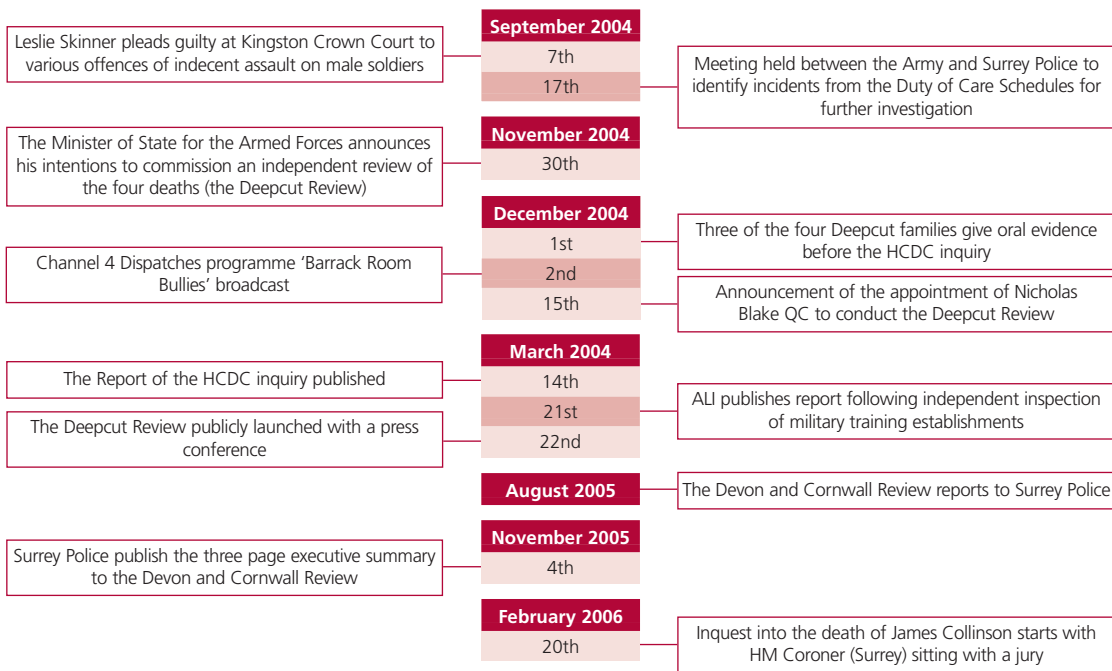 September 2004
Leslie Skinner pleads guilty at Kingston Crown Court to
various offences of indecent assault on male soldiers
7th
17th
Meeting held between the Army and Surrey Police to
identify incidents from the Duty of Care Schedules for
further investigation
November 2004
The Minister of State for the Armed Forces announces
his intentions to commission an independent review of
the four deaths (the Deepcut Review)
30th
December 2004
1st
Three of the four Deepcut families give oral evidence
before the HCDC inquiry
Channel 4 Dispatches programme ‘Barrack Room
Bullies’ broadcast
2nd
15th
Announcement of the appointment of Nicholas
Blake QC to conduct the Deepcut Review
March 2004
The Report of the HCDC inquiry published
14th
21st
ALI publishes report following independent inspection
of military training establishments
The Deepcut Review publicly launched with a press
conference
22nd
August 2005
The Devon and Cornwall Review reports to Surrey Police
November 2005
Surrey Police publish the three page executive summary
to the Devon and Cornwall Review
4th
February 2006
20th
Inquest into the death of James Collinson starts with
HM Coroner (Surrey) sitting with a jury